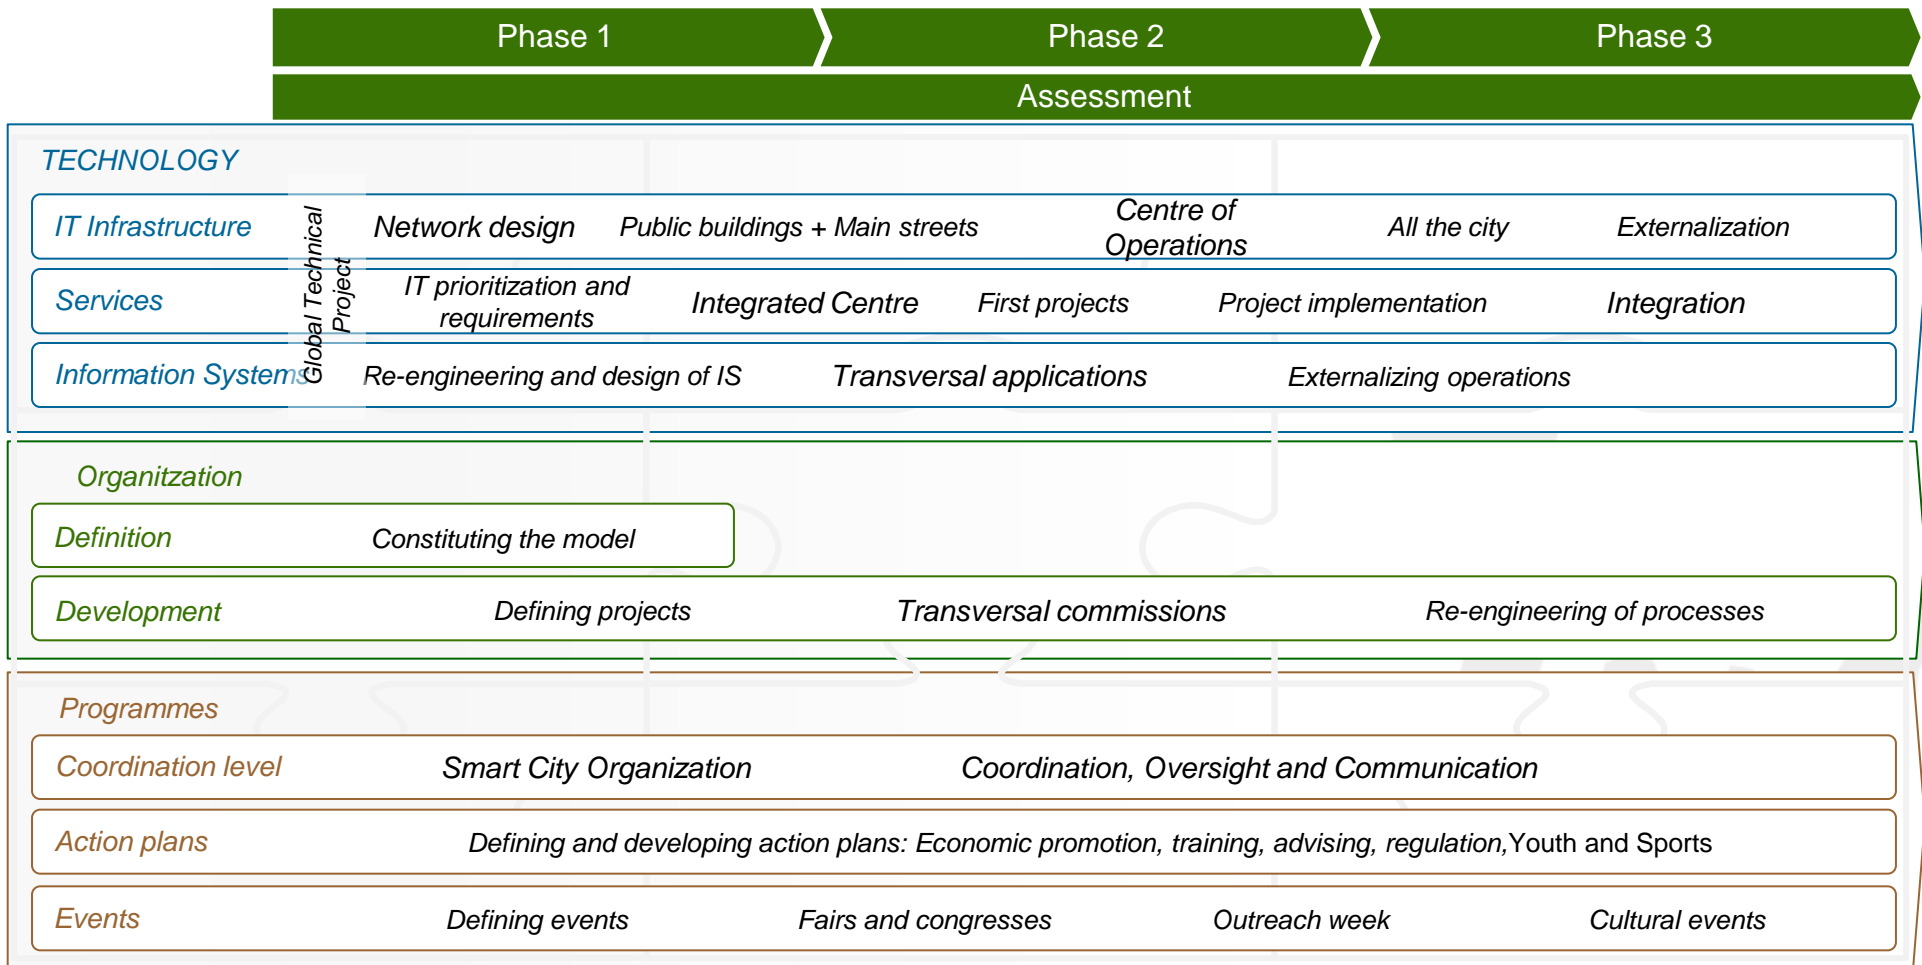 Phase 1
Phase 2
Phase 3
Assessment
TECHNOLOGY
Global Technical
Project
IT Infrastructure
Network design
Public buildings + Main streets
Centre of
Operations
All the city
Externalization
Services
IT prioritization and
requirements
Integrated Centre
First projects
Project implementation
Integration
Information Systems
Re-engineering and design of IS
Transversal applications
Externalizing operations
Organitzation
Definition
Constituting the model
Development
Defining projects
Transversal commissions
Re-engineering of processes
Programmes
Coordination level
Smart City Organization
Coordination, Oversight and Communication
Action plans
Defining and developing action plans: Economic promotion, training, advising, regulation,Youth and Sports
Events
Defining events
Fairs and congresses
Outreach week
Cultural events